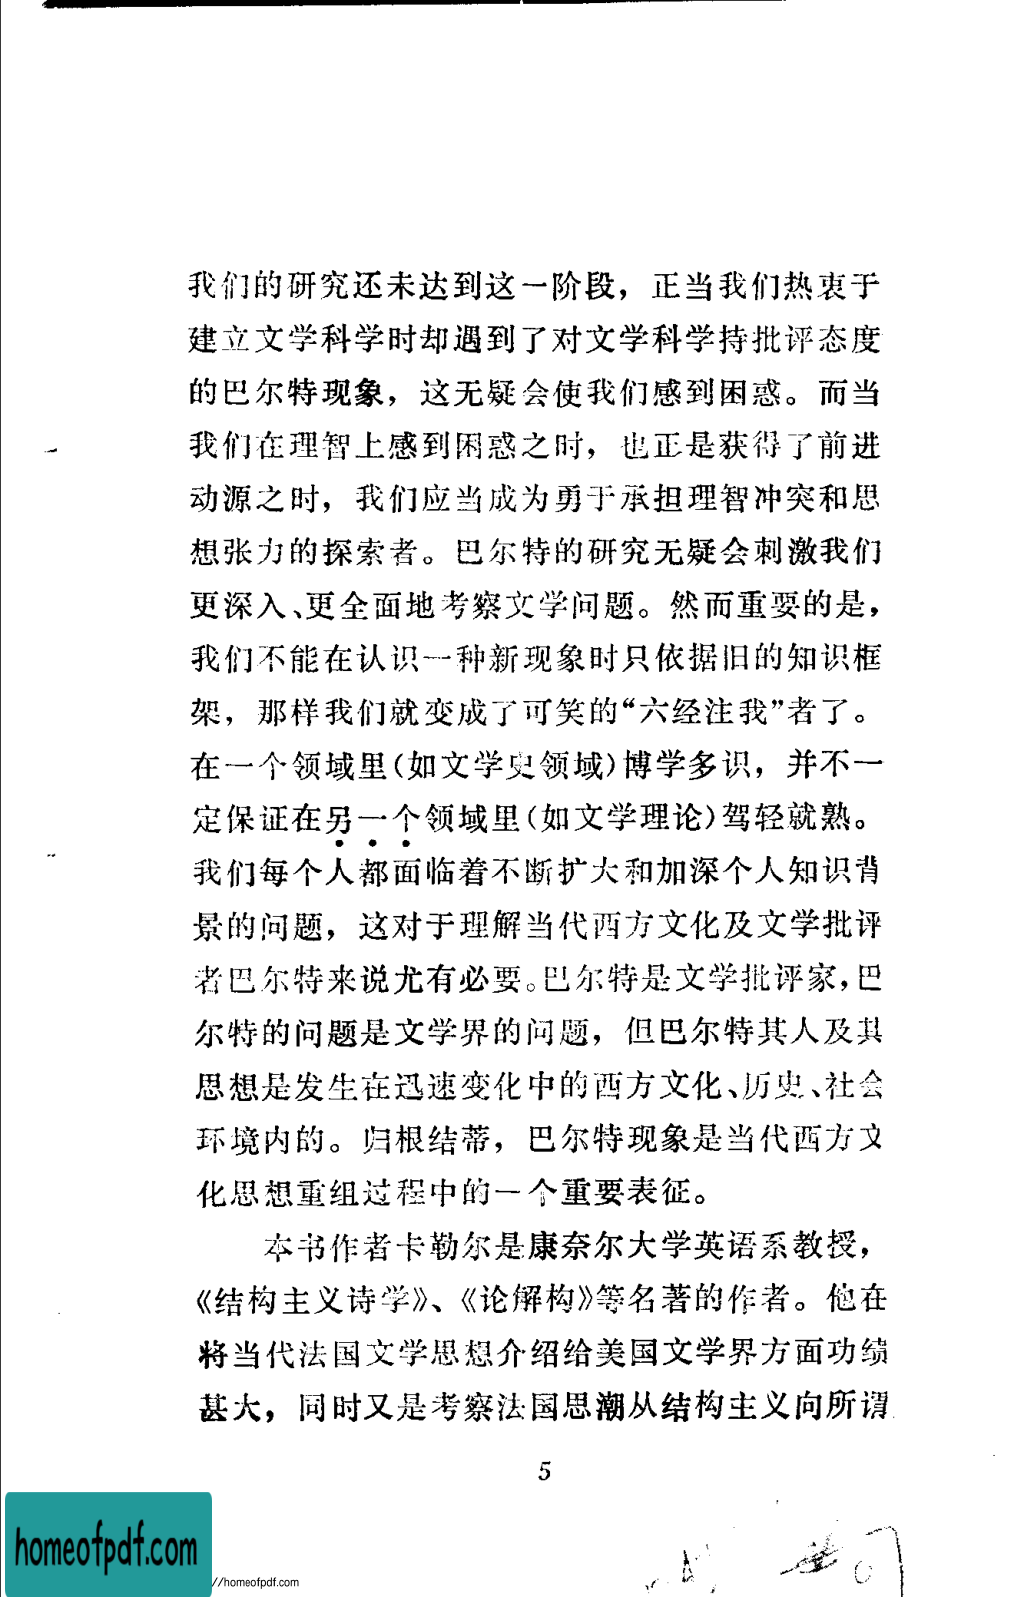 我们的研究还未达到这一阶段，正当我们热衷于
建立文学科学时却遇到了对文学科学持批评态度
的巴尔特现象，这无疑会使我们感到困惑。而当
我们在理智上感到困惑之时，也正是获得了前进
动源之时，我们应当成为勇于承担理智冲突和思
想张力的探索者。巴尔特的研究无疑会刺激我们
更深入、更全面地考察文学问题。然而重要的是，
我们不能在认识一种新现象时只依据旧的知识框
架，那样我们就变成了可笑的“六经注我”者了。
在一个领域里(如文学史领域)博学多识，并不一
定保证在另一个领域里(如文学理论)驾轻就熟。
我们每个人都面临着不断扩大和加深个人知识背
景的问题，这对于理解当代西方文化及文学批评
者巴尔特来说尤有必要。巴尔特是文学批评家，巴
尔特的问题是文学界的问题，但巴尔特其人及其
思想是发生在迅速变化中的西方文化、历史、社会
环境内的。归根结蒂，巴尔特现象是当代西方文
化思想重组过程中的一个重要表征。
本书作者卡勒尔是康奈尔大学英语系教授，
《结构主义诗学》、《论解构》等名著的作者。他在
将当代法国文学思想介绍给美国文学界方面功绩
甚大，同时又是考察法国思潮从结构主义向所谓
5
homeofpdf.com
//homeofpdf.com